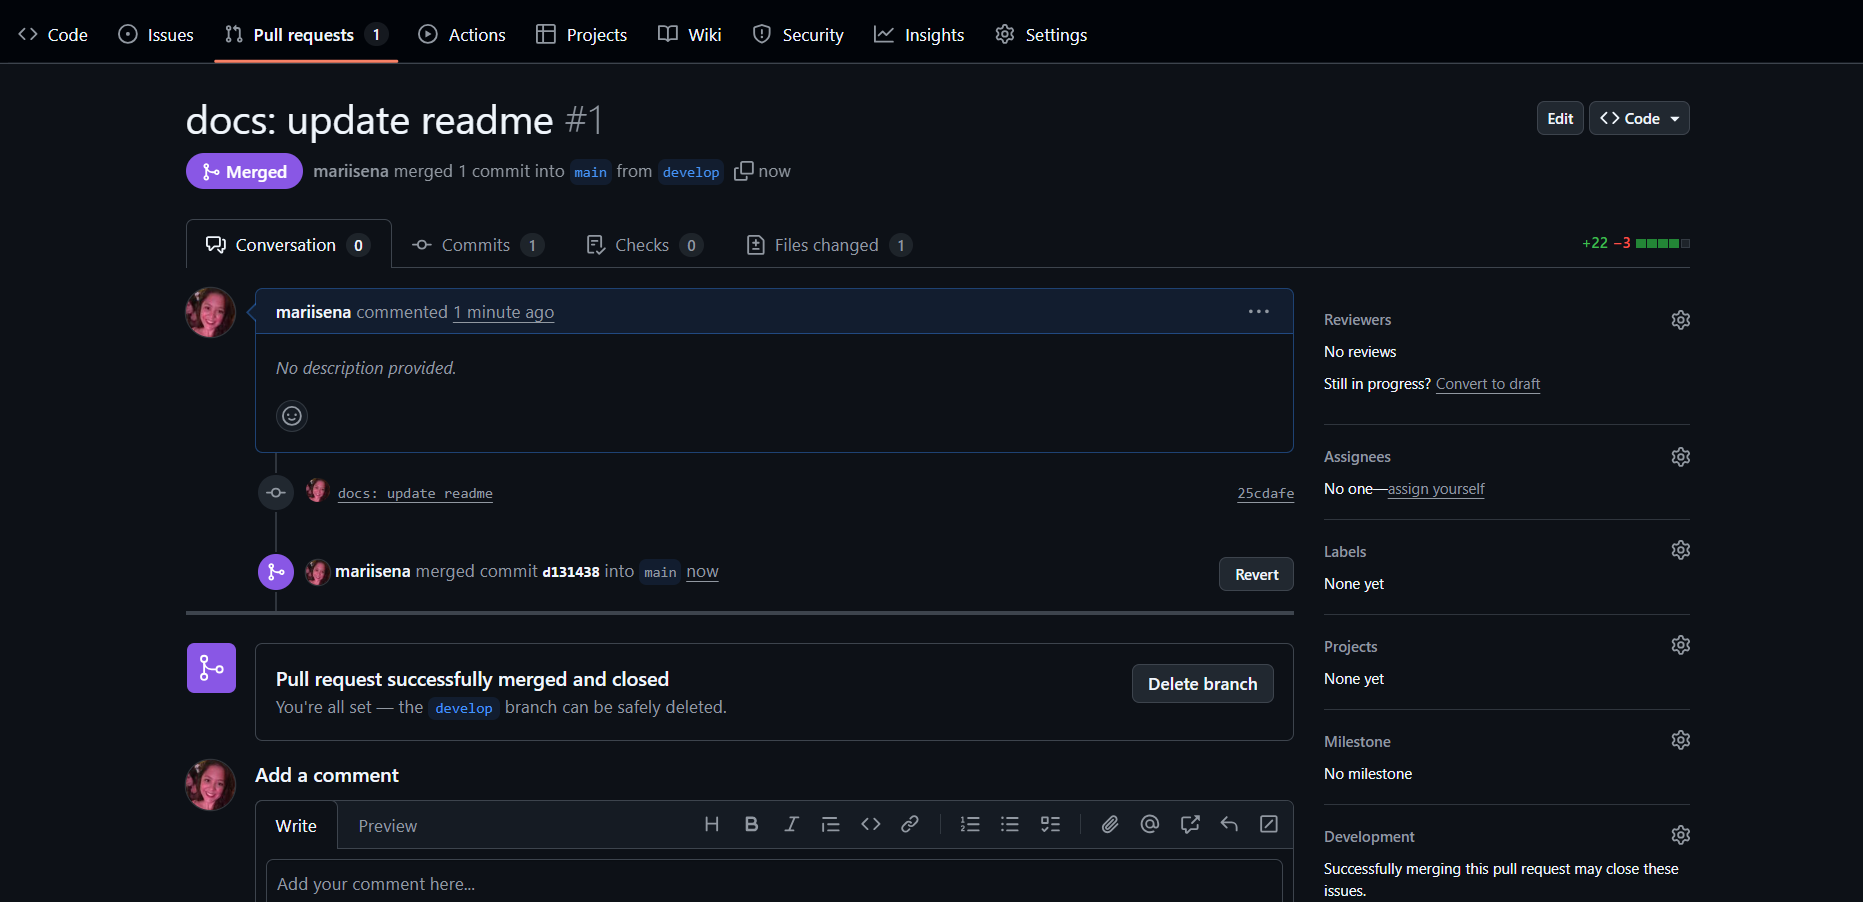 Code Issues Pull requests 1 Actions Projects Wiki Security Insights Settings
docs: update readme #1
Edit Code
Merged mariisena merged 1 commit into main from develop now
Conversation 0 Commits 1 Checks 0 Files changed 1
+22 −3
mariisena commented 1 minute ago
No description provided.
docs: update readme 25cdafe
mariisena merged commit d131438 into main now
Revert
Pull request successfully merged and closed
You're all set — the develop branch can be safely deleted.
Delete branch
Add a comment
Write Preview
Add your comment here...
Reviewers
No reviews
Still in progress? Convert to draft
Assignees
No one—assign yourself
Labels
None yet
Projects
None yet
Milestone
No milestone
Development
Successfully merging this pull request may close these
issues.